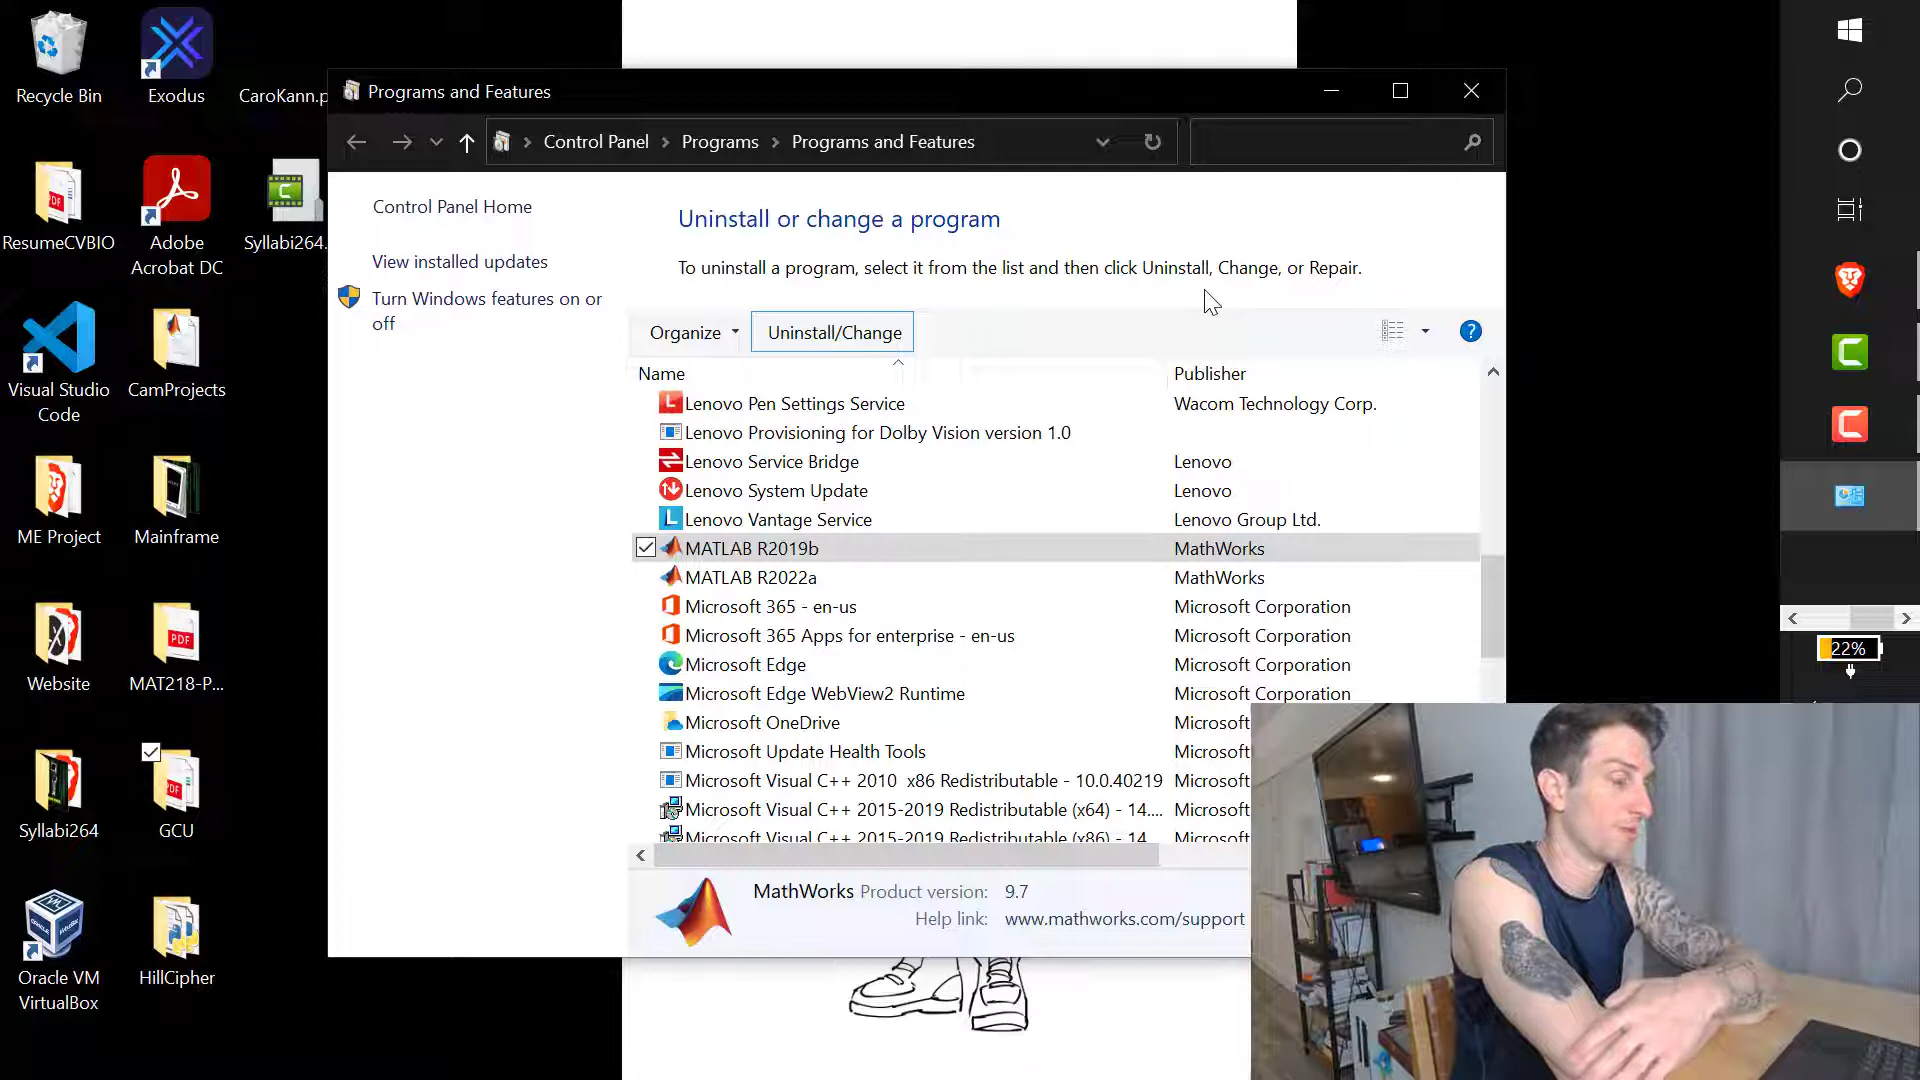 Recycle Bin
Exodus
CaroKann.p
ResumeCVBIO
Adobe
Acrobat DC
Syllabi264.
Visual Studio
Code
CamProjects
ME Project
Mainframe
Website
MAT218-P...
Syllabi264
GCU
Oracle VM
VirtualBox
HillCipher
Programs and Features
Control Panel
Programs
Programs and Features
Control Panel Home
View installed updates
Turn Windows features on or
off
Uninstall or change a program
To uninstall a program, select it from the list and then click Uninstall, Change, or Repair.
Organize
Uninstall/Change
Name Publisher
Lenovo Pen Settings Service Wacom Technology Corp.
Lenovo Provisioning for Dolby Vision version 1.0
Lenovo Service Bridge Lenovo
Lenovo System Update Lenovo
Lenovo Vantage Service Lenovo Group Ltd.
MATLAB R2019b MathWorks
MATLAB R2022a MathWorks
Microsoft 365 - en-us Microsoft Corporation
Microsoft 365 Apps for enterprise - en-us Microsoft Corporation
Microsoft Edge Microsoft Corporation
Microsoft Edge WebView2 Runtime Microsoft Corporation
Microsoft OneDrive Microsoft
Microsoft Update Health Tools Microsoft
Microsoft Visual C++ 2010  x86 Redistributable - 10.0.40219 Microsoft
Microsoft Visual C++ 2015-2019 Redistributable (x64) - 14.... Microsoft
Microsoft Visual C++ 2015-2019 Redistributable (x86) - 14 Microsoft
MathWorks Product version: 9.7
Help link: www.mathworks.com/support
22%